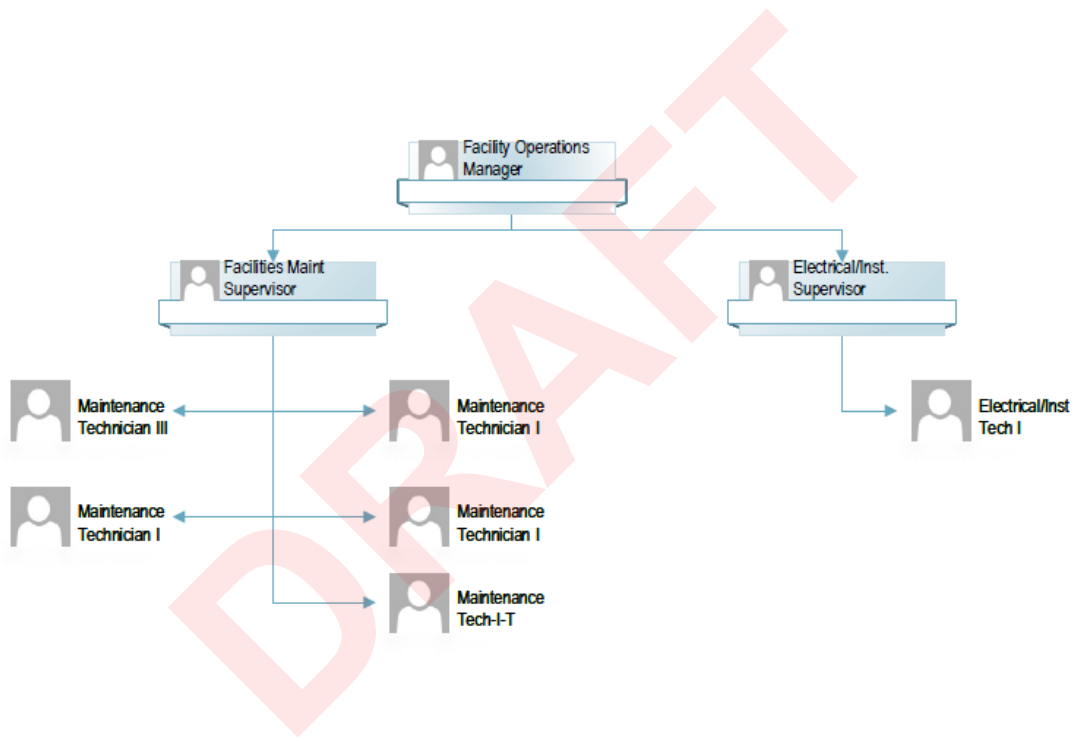 Facility Operations
Manager
Facilities Maint
Supervisor
Electrical/Inst.
Supervisor
Maintenance
Technician III
Maintenance
Technician I
Electrical/Inst
Tech I
Maintenance
Technician I
Maintenance
Technician I
Maintenance
Tech-I-T
DRAFT